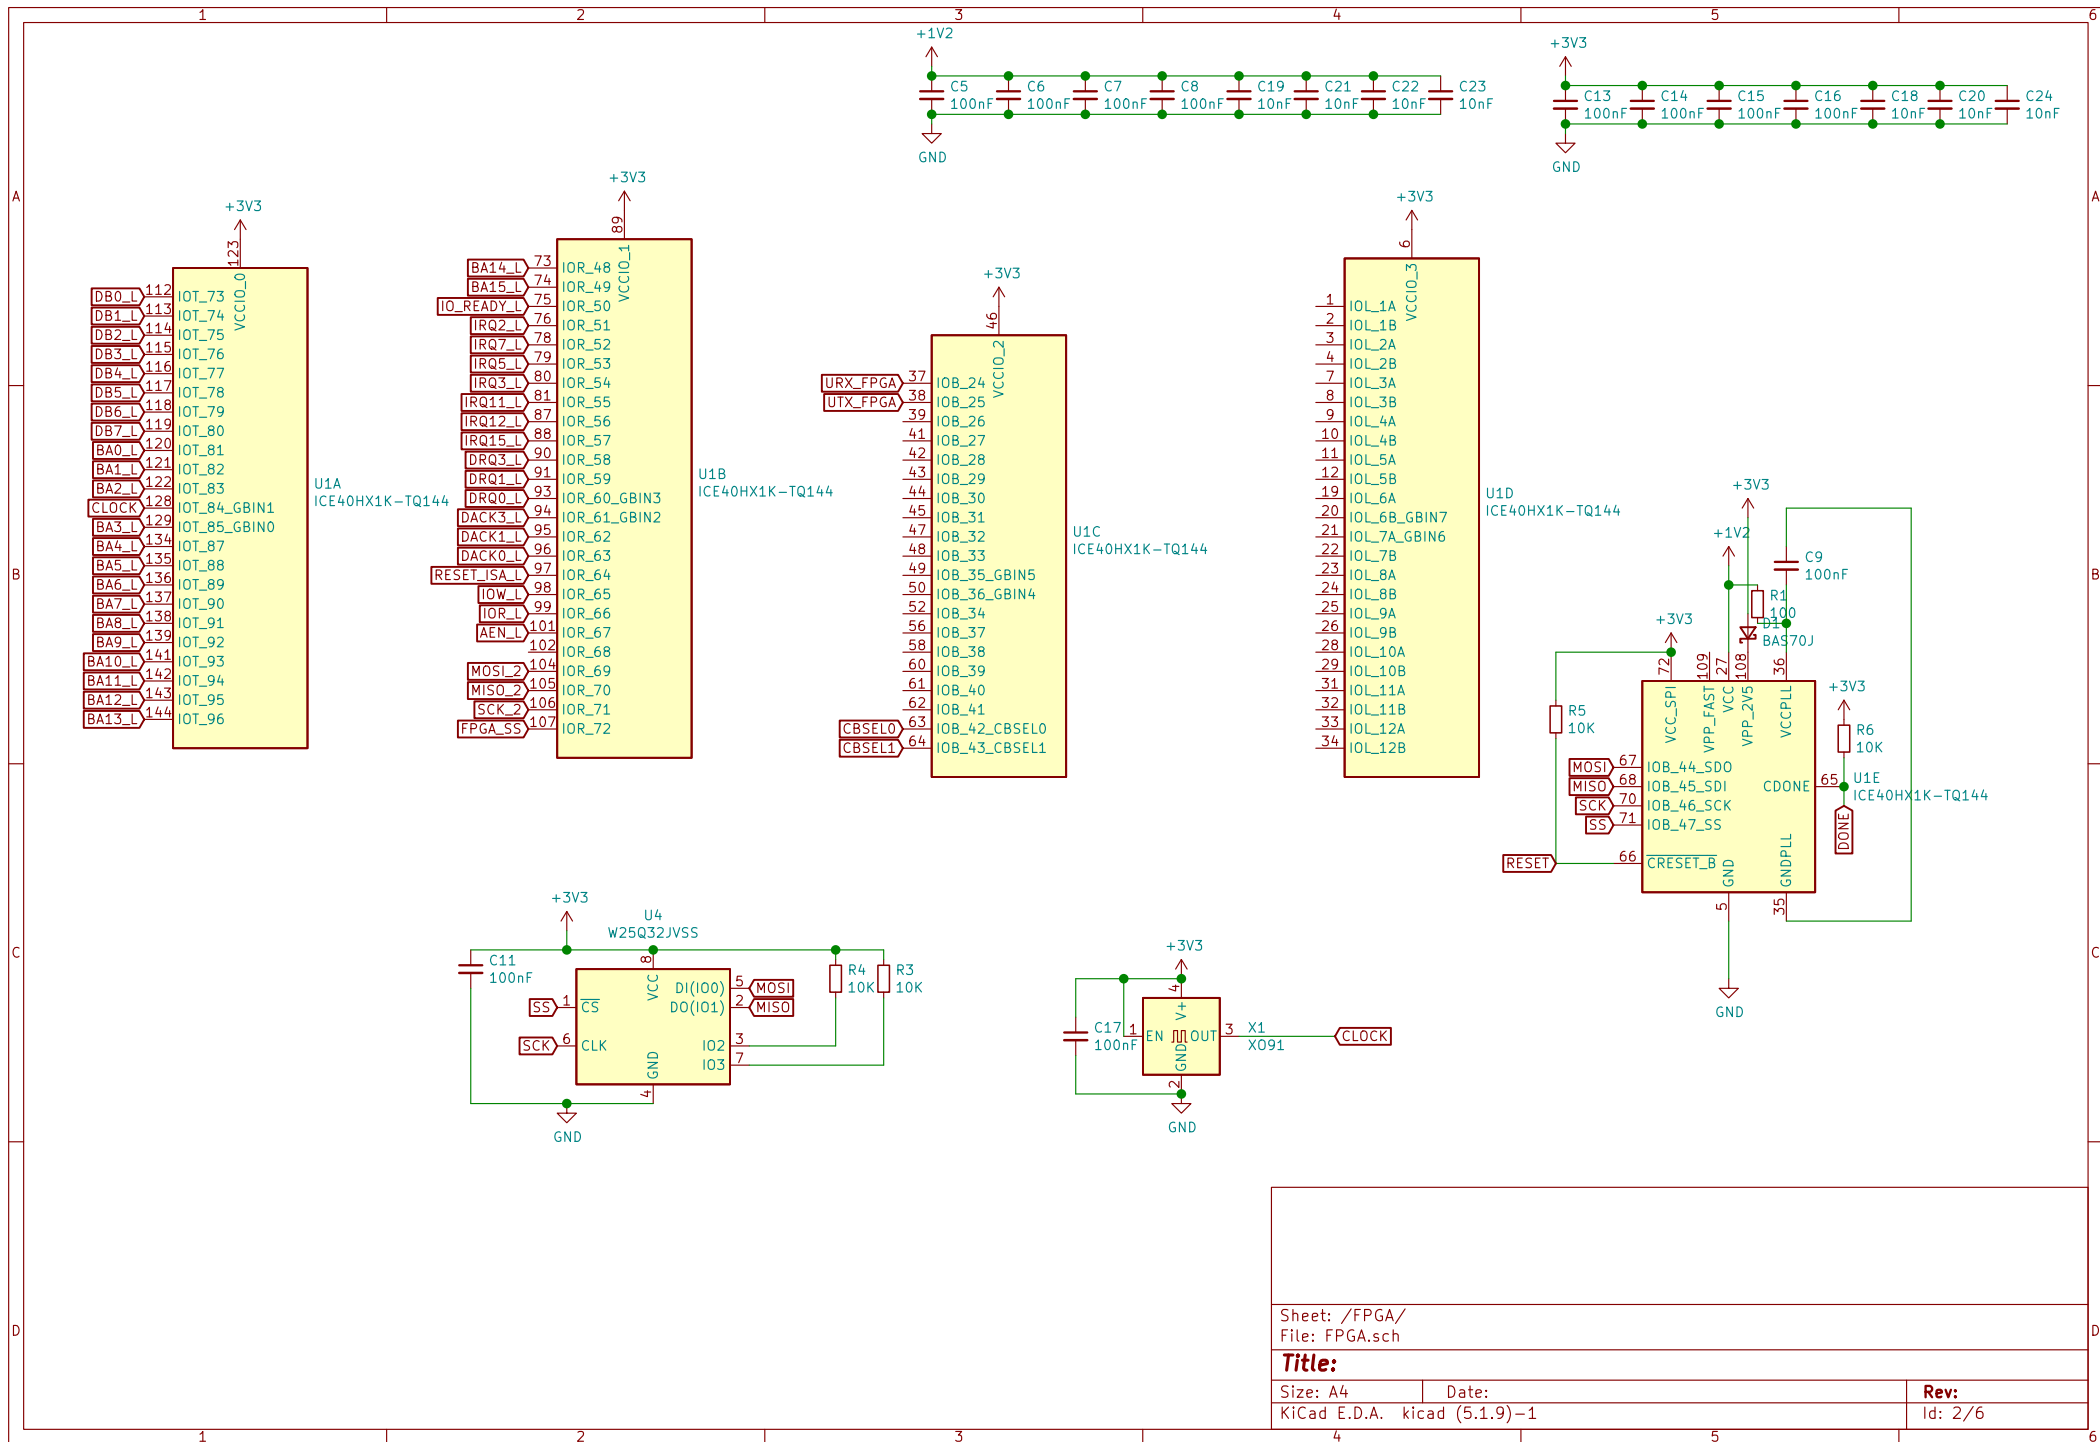 1 2 3 4 5 6
A
B
C
D
A
B
C
D
1 2 3 4 5 6
+1V2
C5 100nF
C6 100nF
C7 100nF
C8 100nF
C19 10nF
C21 10nF
C22 10nF
C23 10nF
GND
+3V3
C13 100nF
C14 100nF
C15 100nF
C16 100nF
C18 10nF
C20 10nF
C24 10nF
GND
+3V3
123
VCCIO_0
DB0_L 112 IOT_73
DB1_L 113 IOT_74
DB2_L 114 IOT_75
DB3_L 115 IOT_76
DB4_L 116 IOT_77
DB5_L 117 IOT_78
DB6_L 118 IOT_79
DB7_L 119 IOT_80
BA0_L 120 IOT_81
BA1_L 121 IOT_82
BA2_L 122 IOT_83
CLOCK 128 IOT_84_GBIN1
BA3_L 129 IOT_85_GBIN0
BA4_L 134 IOT_87
BA5_L 135 IOT_88
BA6_L 136 IOT_89
BA7_L 137 IOT_90
BA8_L 138 IOT_91
BA9_L 139 IOT_92
BA10_L 141 IOT_93
BA11_L 142 IOT_94
BA12_L 143 IOT_95
BA13_L 144 IOT_96
U1A
ICE40HX1K-TQ144
+3V3
89
VCCIO_1
BA14_L 73 IOR_48
BA15_L 74 IOR_49
IO_READY_L 75 IOR_50
IRQ2_L 76 IOR_51
IRQ7_L 78 IOR_52
IRQ5_L 79 IOR_53
IRQ3_L 80 IOR_54
IRQ11_L 81 IOR_55
IRQ12_L 87 IOR_56
IRQ15_L 88 IOR_57
DRQ3_L 90 IOR_58
DRQ1_L 91 IOR_59
DRQ0_L 93 IOR_60_GBIN3
DACK3_L 94 IOR_61_GBIN2
DACK1_L 95 IOR_62
DACK0_L 96 IOR_63
RESET_ISA_L 97 IOR_64
IOW_L 98 IOR_65
IOR_L 99 IOR_66
AEN_L 101 IOR_67
102 IOR_68
MOSI_2 104 IOR_69
MISO_2 105 IOR_70
SCK_2 106 IOR_71
FPGA_SS 107 IOR_72
U1B
ICE40HX1K-TQ144
+3V3
46
VCCIO_2
URX_FPGA 37 IOB_24
UTX_FPGA 38 IOB_25
39 IOB_26
41 IOB_27
42 IOB_28
43 IOB_29
44 IOB_30
45 IOB_31
47 IOB_32
48 IOB_33
49 IOB_35_GBIN5
50 IOB_36_GBIN4
52 IOB_34
56 IOB_37
58 IOB_38
60 IOB_39
61 IOB_40
62 IOB_41
CBSEL0 63 IOB_42_CBSEL0
CBSEL1 64 IOB_43_CBSEL1
U1C
ICE40HX1K-TQ144
+3V3
6
VCCIO_3
1 IOL_1A
2 IOL_1B
3 IOL_2A
4 IOL_2B
7 IOL_3A
8 IOL_3B
9 IOL_4A
10 IOL_4B
11 IOL_5A
12 IOL_5B
19 IOL_6A
20 IOL_6B_GBIN7
21 IOL_7A_GBIN6
22 IOL_7B
23 IOL_8A
24 IOL_8B
25 IOL_9A
26 IOL_9B
28 IOL_10A
29 IOL_10B
31 IOL_11A
32 IOL_11B
33 IOL_12A
34 IOL_12B
U1D
ICE40HX1K-TQ144
+3V3
+1V2
C9
100nF
R1
100
D1
BAS70J
+3V3
72 109 27 108 36
VCC_SPI VPP_FAST VCC VPP_2V5 VCCPLL
R5
10K
+3V3
R6
10K
MOSI 67 IOB_44_SDO
MISO 68 IOB_45_SDI
SCK 70 IOB_46_SCK
SS 71 IOB_47_SS
RESET 66 CRESET_B
CDONE 65
DONE
U1E
ICE40HX1K-TQ144
GND GNDPLL
5 35
GND
+3V3
U4
W25Q32JVSS
C11
100nF
8
VCC
SS 1 CS
SCK 6 CLK
DI(IO0) 5 MOSI
DO(IO1) 2 MISO
IO2 3
IO3 7
GND
4
R4
10K
R3
10K
GND
+3V3
4
V+
C17
100nF
1 EN
OUT 3
X1
XO91
CLOCK
GND
2
GND
Sheet: /FPGA/
File: FPGA.sch
Title:
Size: A4 Date: Rev:
KiCad E.D.A. kicad (5.1.9)-1 Id: 2/6